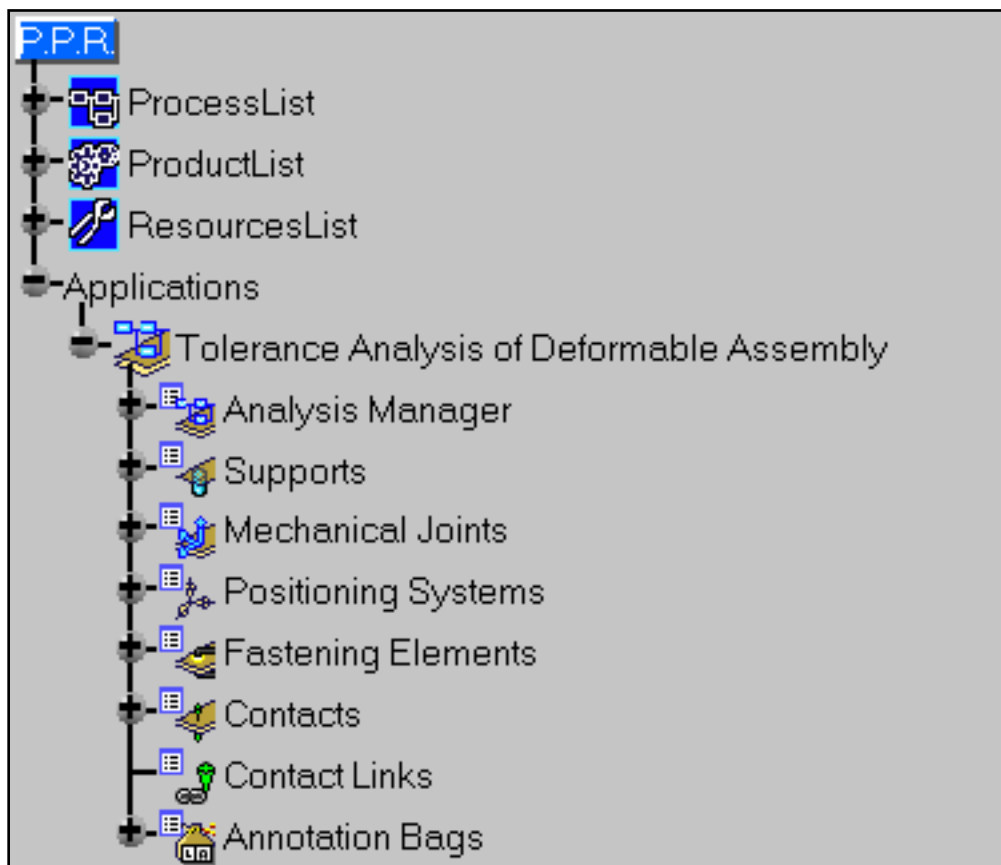 P.P.R.
ProcessList
ProductList
ResourcesList
Applications
Tolerance Analysis of Deformable Assembly
Analysis Manager
Supports
Mechanical Joints
Positioning Systems
Fastening Elements
Contacts
Contact Links
Annotation Bags